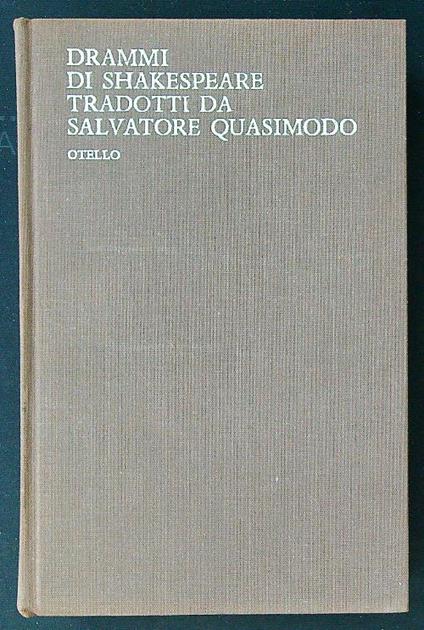 DRAMMI
DI SHAKESPEARE
TRADOTTI DA
SALVATORE QUASIMODO
OTELLO